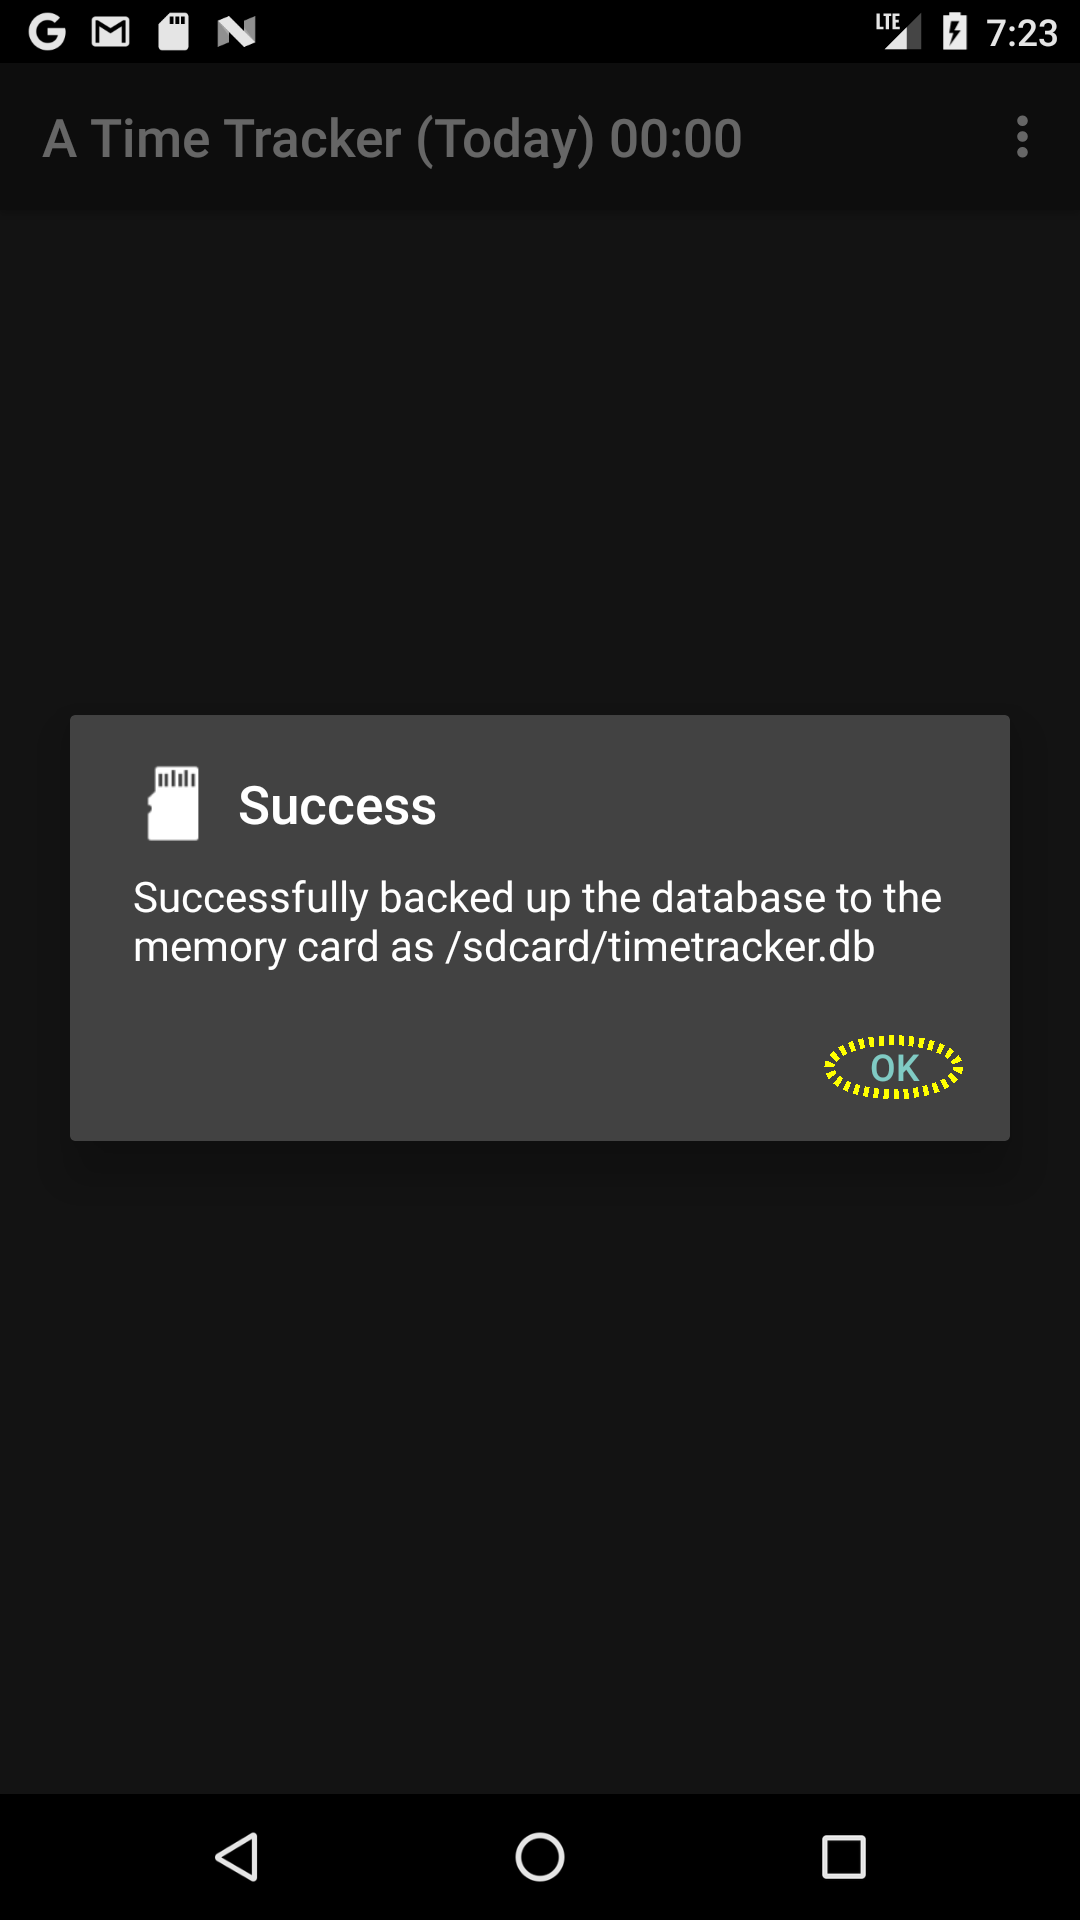 LTE 7:23
A Time Tracker (Today) 00:00
Success
Successfully backed up the database to the
memory card as /sdcard/timetracker.db
OK